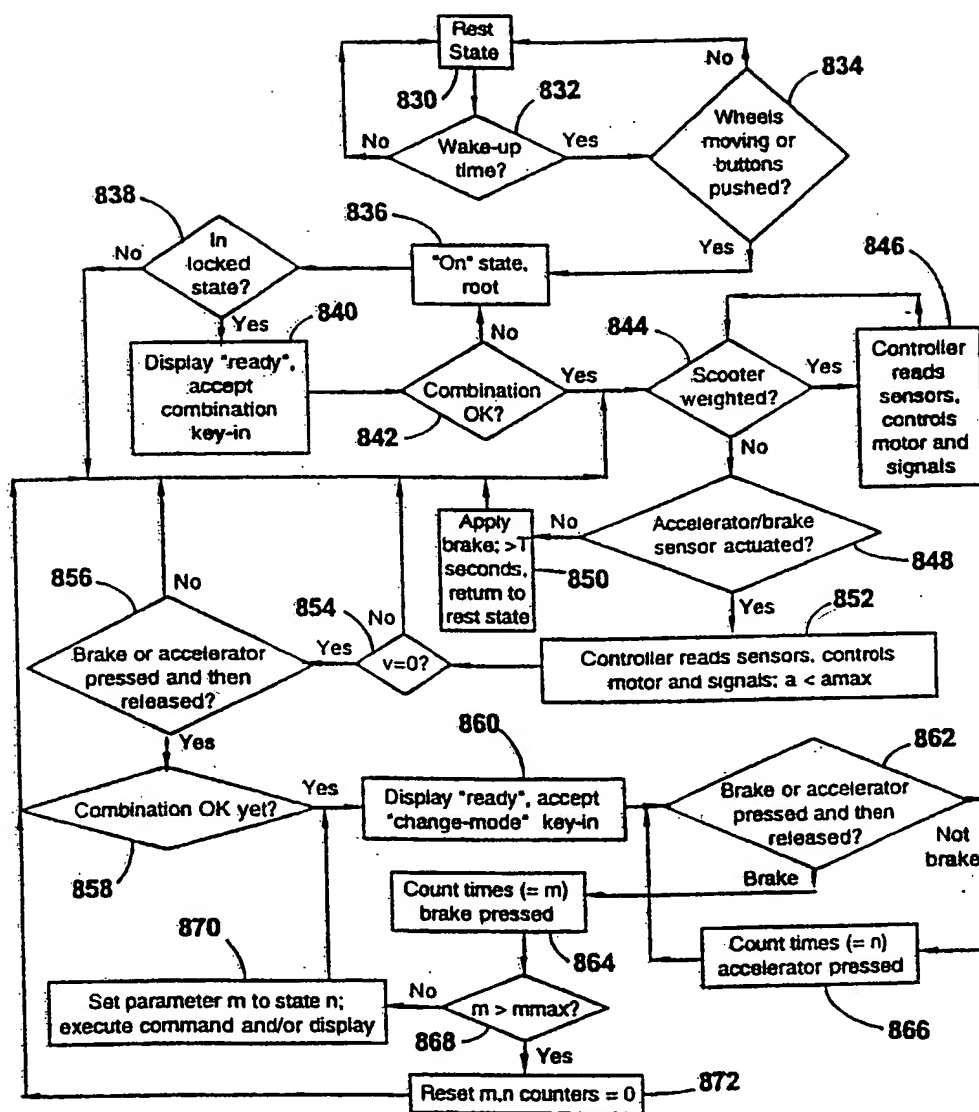 Rest
State
830
832
No
834
No
Wake-up
time?
Yes
Wheels
moving or
buttons
pushed?
838
836
Yes
846
No
In
locked
state?
"On" state,
root
Yes
840
No
844
Display "ready",
accept
combination
key-in
Combination
OK?
842
Yes
Scooter
weighted?
Yes
Controller
reads
sensors,
controls
motor and
signals
No
Apply
brake; >T
seconds,
return to
rest state
850
No
Accelerator/brake
sensor actuated?
848
856
No
854
No
Yes
852
Brake or accelerator
pressed and then
released?
Yes
v=0?
Controller reads sensors, controls
motor and signals; a < amax
Yes
860
862
Combination OK yet?
858
Yes
Display "ready", accept
"change-mode" key-in
Brake or accelerator
pressed and then
released?
Not
brake
Brake
Count times (= m)
brake pressed
864
870
Count times (= n)
accelerator pressed
866
Set parameter m to state n;
execute command and/or display
No
m > mmax?
868
Yes
Reset m,n counters = 0
872